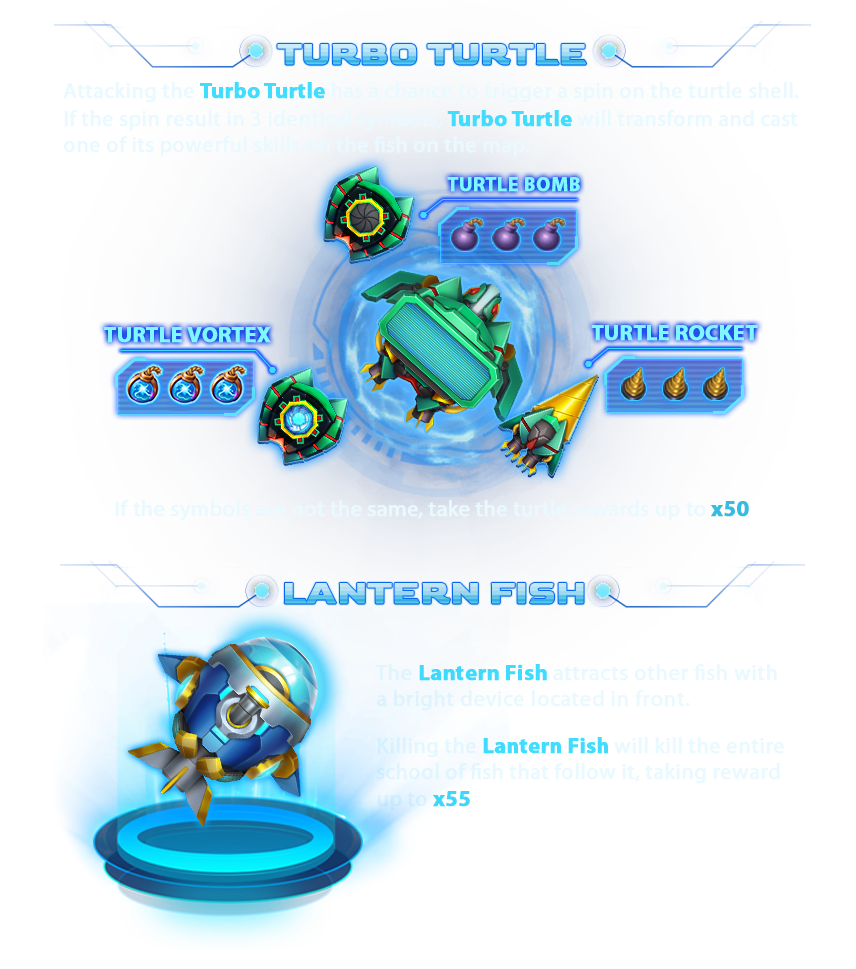 TURBO TURTLE
Attacking the Turbo Turtle has a chance to trigger a spin on the turtle shell.
If the spin result in 3 identical symbols, Turbo Turtle will transform and cast
one of its powerful skills on the fish on the map.
TURTLE BOMB
TURTLE VORTEX
TURTLE ROCKET
If the symbols are not the same, take the turtle rewards up to x50
LANTERN FISH
The Lantern Fish attracts other fish with
a bright device located in front.
Killing the Lantern Fish will kill the entire
school of fish that follow it, taking reward
up to x55